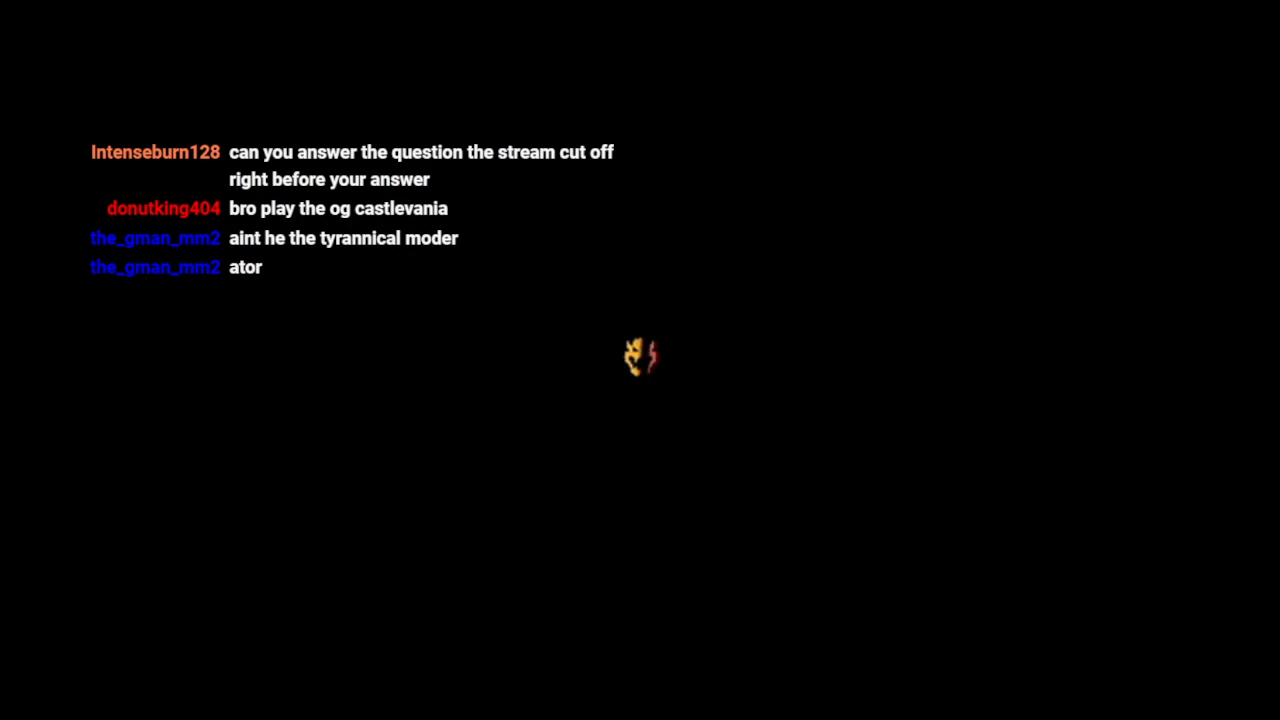 Intenseburn128 can you answer the question the stream cut off
right before your answer
donutking404 bro play the og castlevania
the_gman_mm2 aint he the tyrannical moder
the_gman_mm2 ator